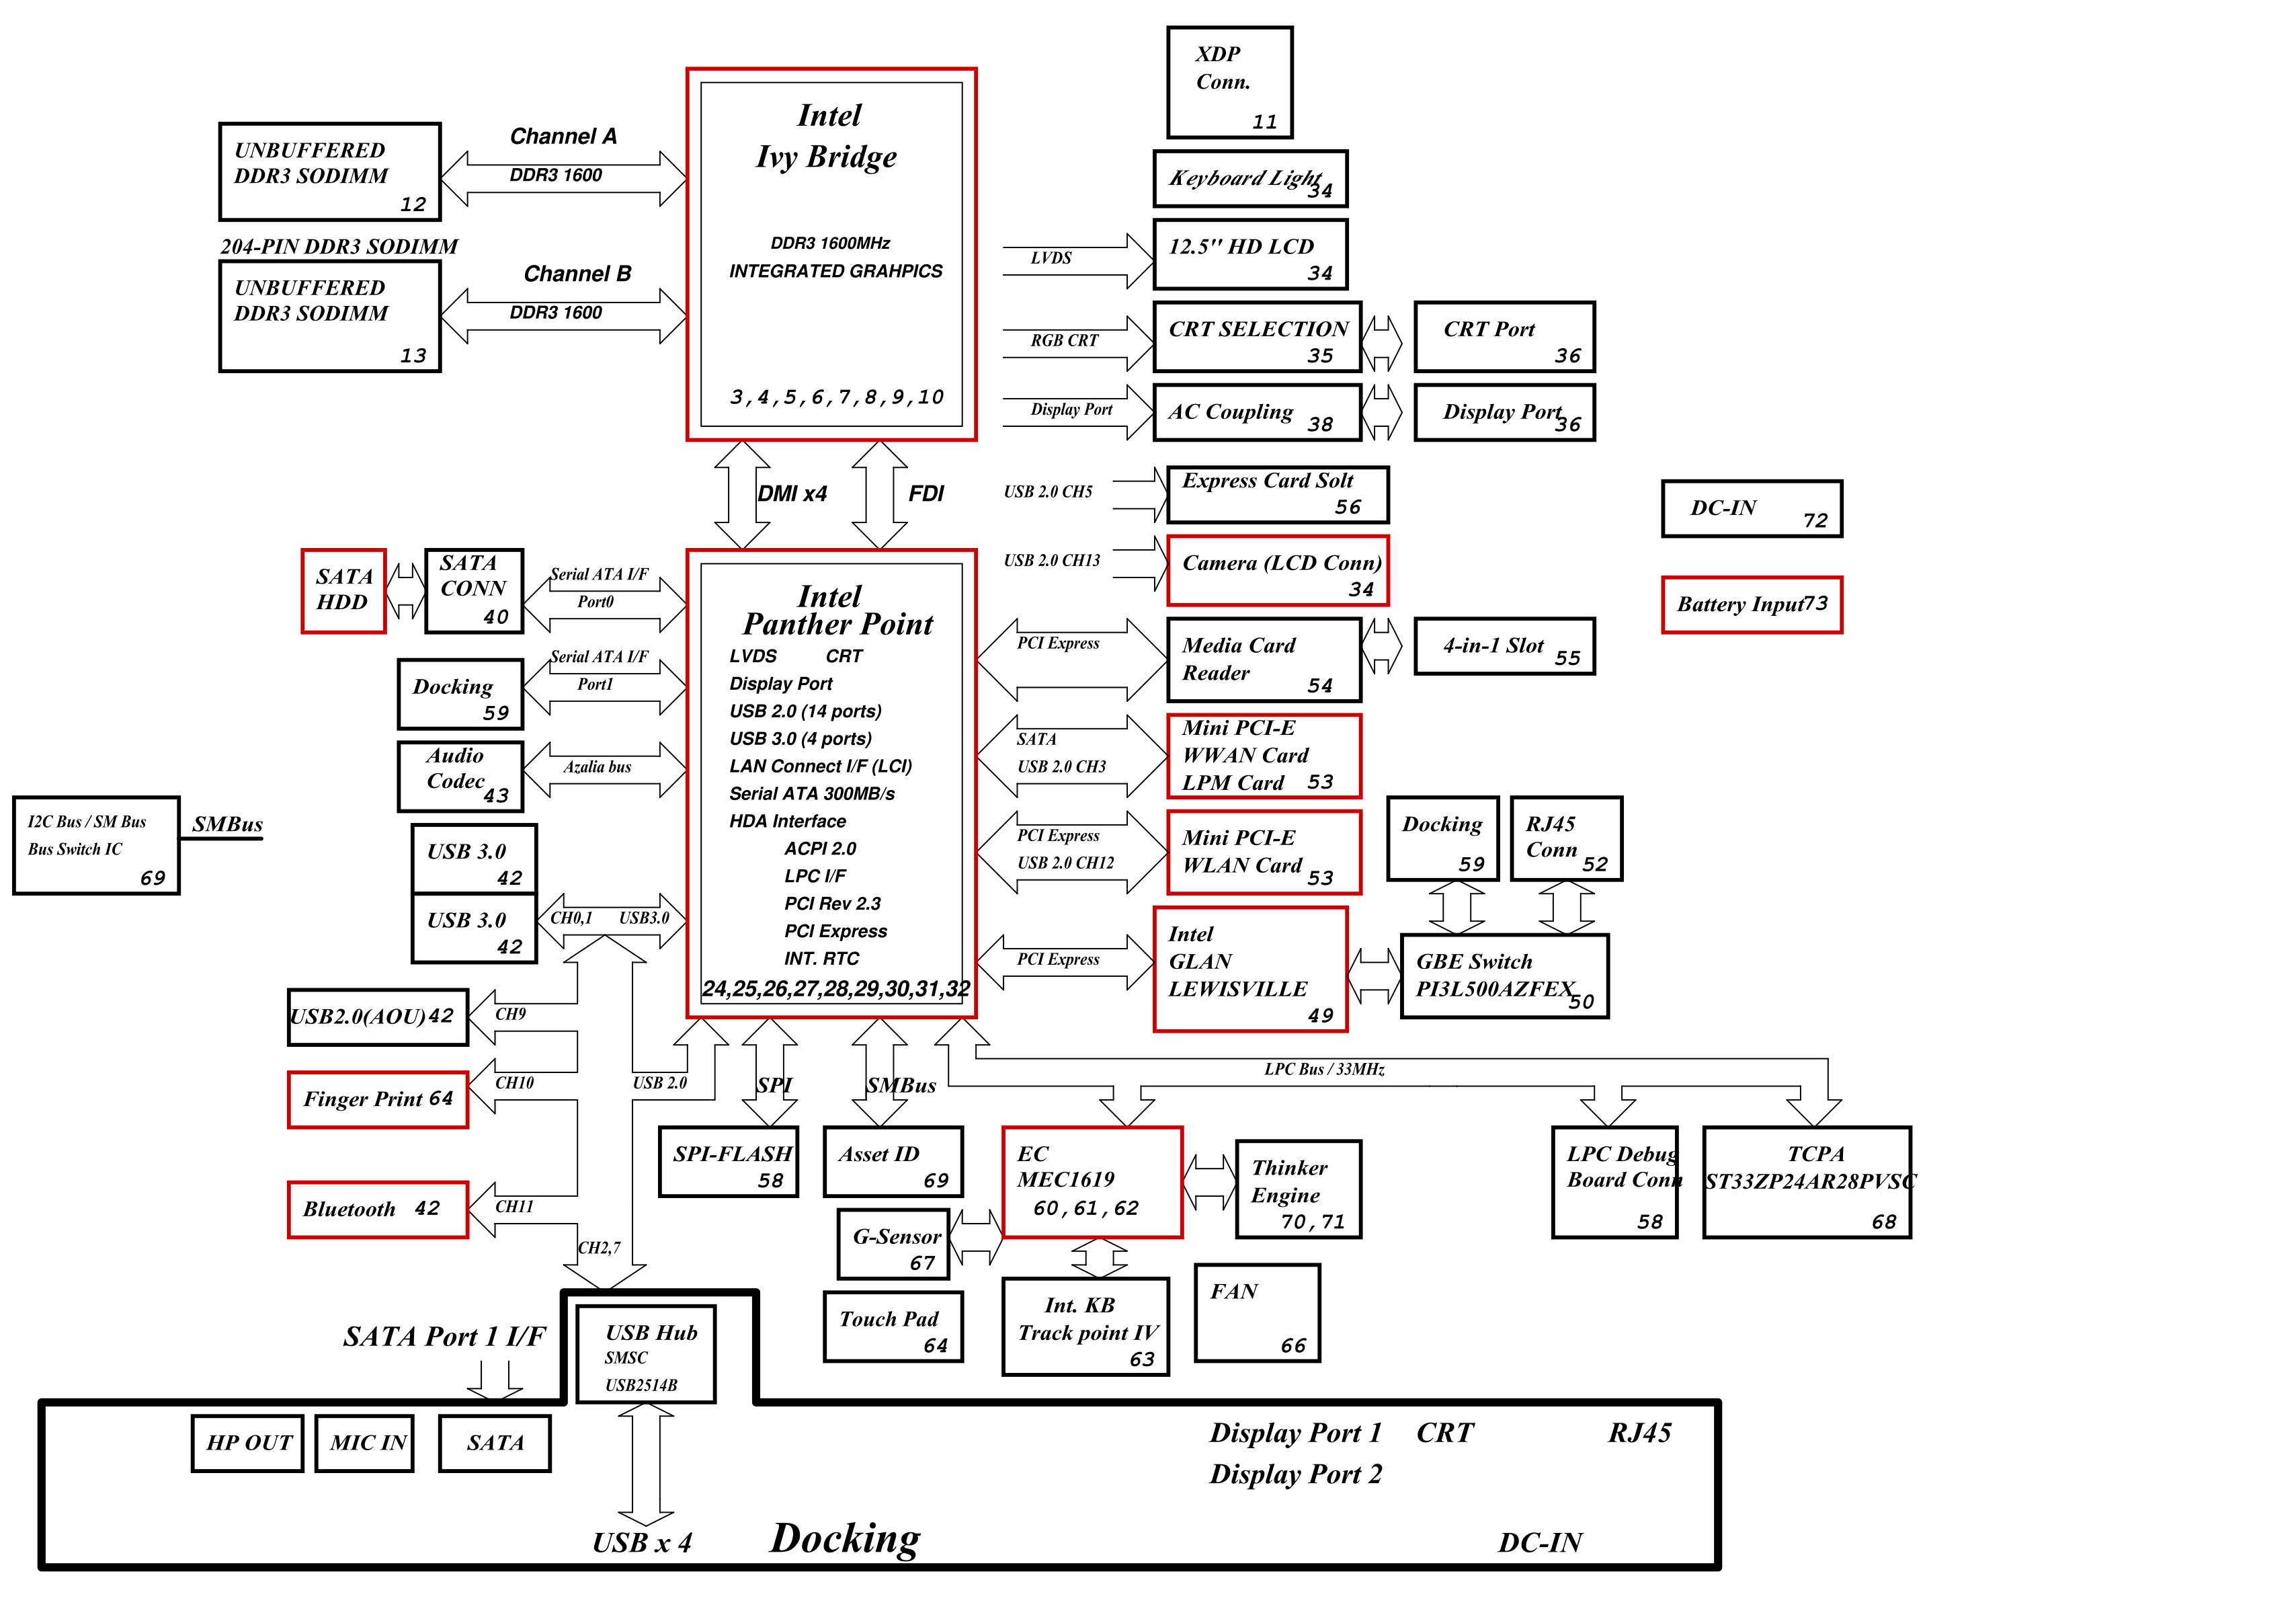 XDP
Conn.
11
Intel
Ivy Bridge
DDR3 1600MHz
INTEGRATED GRAHPICS
3,4,5,6,7,8,9,10
UNBUFFERED
DDR3 SODIMM
12
Channel A
DDR3 1600
204-PIN DDR3 SODIMM
UNBUFFERED
DDR3 SODIMM
13
Channel B
DDR3 1600
Keyboard Light
34
LVDS
12.5" HD LCD
34
RGB CRT
CRT SELECTION
35
CRT Port
36
Display Port
AC Coupling
38
Display Port
36
DMI x4
FDI
USB 2.0 CH5
Express Card Solt
56
USB 2.0 CH13
Camera (LCD Conn)
34
DC-IN
72
Battery Input
73
SATA
HDD
SATA
CONN
40
Serial ATA I/F
Port0
Docking
59
Serial ATA I/F
Port1
Audio
Codec
43
Azalia bus
I2C Bus / SM Bus
Bus Switch IC
69
SMBus
USB 3.0
42
USB 3.0
42
CH0,1
USB3.0
Intel
Panther Point
LVDS CRT
Display Port
USB 2.0 (14 ports)
USB 3.0 (4 ports)
LAN Connect I/F (LCI)
Serial ATA 300MB/s
HDA Interface
ACPI 2.0
LPC I/F
PCI Rev 2.3
PCI Express
INT. RTC
24,25,26,27,28,29,30,31,32
PCI Express
Media Card
Reader
54
4-in-1 Slot
55
SATA
USB 2.0 CH3
Mini PCI-E
WWAN Card
LPM Card
53
PCI Express
USB 2.0 CH12
Mini PCI-E
WLAN Card
53
Docking
59
RJ45
Conn
52
PCI Express
Intel
GLAN
LEWISVILLE
49
GBE Switch
PI3L500AZFEX
50
USB2.0(AOU)
42
CH9
Finger Print
64
CH10
USB 2.0
Bluetooth
42
CH11
CH2,7
SPI
SMBus
LPC Bus / 33MHz
SPI-FLASH
58
Asset ID
69
EC
MEC1619
60,61,62
Thinker
Engine
70,71
LPC Debug
Board Conn
58
TCPA
ST33ZP24AR28PVSC
68
G-Sensor
67
Touch Pad
64
Int. KB
Track point IV
63
FAN
66
SATA Port 1 I/F
USB Hub
SMSC
USB2514B
HP OUT
MIC IN
SATA
Display Port 1
CRT
RJ45
Display Port 2
USB x 4
Docking
DC-IN